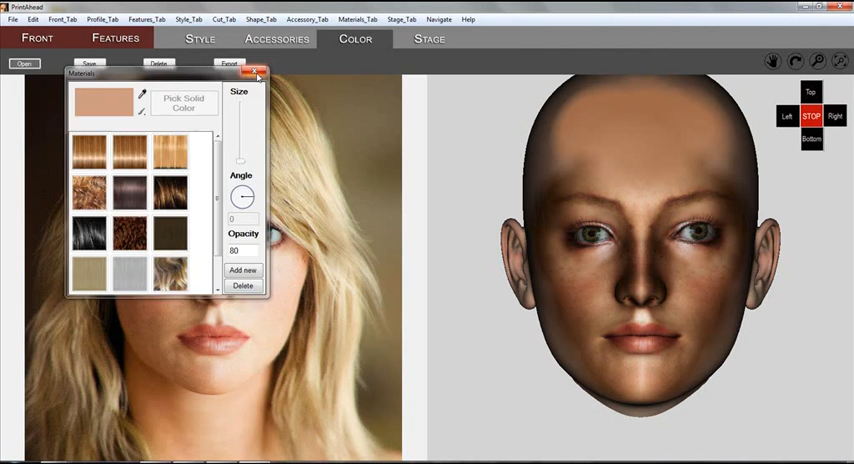 PrintAhead
File Edit Front_Tab Profile_Tab Features_Tab Style_Tab Cut_Tab Shape_Tab Accessory_Tab Materials_Tab Stage_Tab Navigate Help
FRONT FEATURES STYLE ACCESSORIES COLOR STAGE
Open Save Delete Export
Materials
Pick Solid
Color
Size
Angle
0
Opacity
80
Add new
Delete
Top
Left STOP Right
Bottom